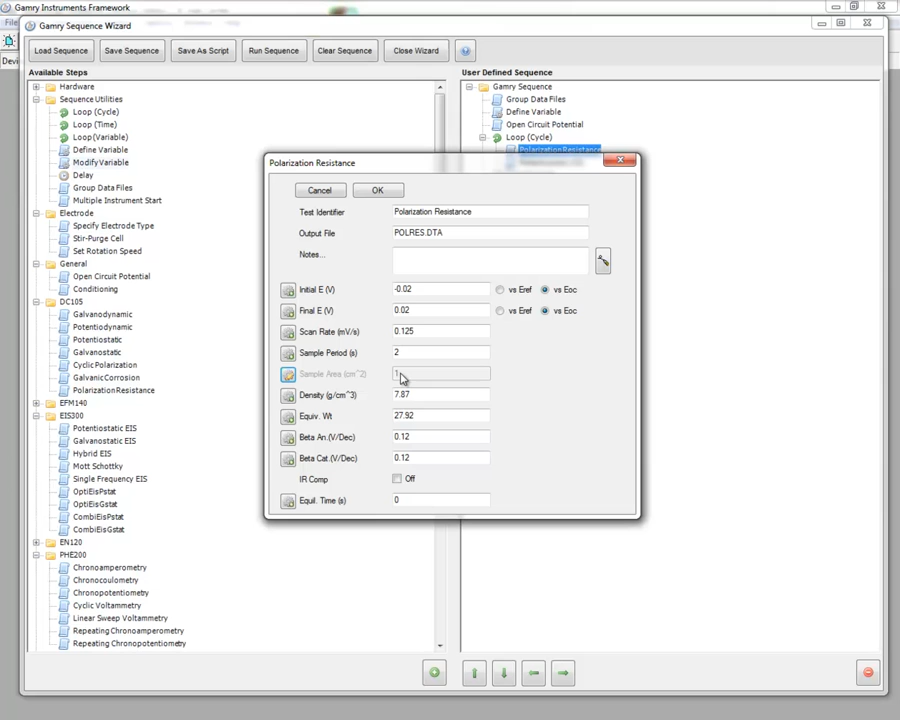 Gamry Instruments Framework
Gamry Sequence Wizard
Load Sequence
Save Sequence
Save As Script
Run Sequence
Clear Sequence
Close Wizard
Available Steps
User Defined Sequence
Hardware
Sequence Utilities
Loop (Cycle)
Loop (Time)
Loop (Variable)
Define Variable
Modify Variable
Delay
Group Data Files
Multiple Instrument Start
Electrode
Specify Electrode Type
Stir-Purge Cell
Set Rotation Speed
General
Open Circuit Potential
Conditioning
DC105
Galvanodynamic
Potentiodynamic
Potentiostatic
Galvanostatic
Cyclic Polarization
Galvanic Corrosion
Polarization Resistance
EFM140
EIS300
Potentiostatic EIS
Galvanostatic EIS
Hybrid EIS
Mott Schottky
Single Frequency EIS
OptiEisPstat
OptiEisGstat
CombiEisPstat
CombiEisGstat
EN120
PHE200
Chronoamperometry
Chronocoulometry
Chronopotentiometry
Cyclic Voltammetry
Linear Sweep Voltammetry
Repeating Chronoamperometry
Repeating Chronopotentiometry
Gamry Sequence
Group Data Files
Define Variable
Open Circuit Potential
Loop (Cycle)
Polarization Resistance
Polarization Resistance
Cancel
OK
Test Identifier Polarization Resistance
Output File POLRES.DTA
Notes...
Initial E (V) -0.02 vs Eref vs Eoc
Final E (V) 0.02 vs Eref vs Eoc
Scan Rate (mV/s) 0.125
Sample Period (s) 2
Sample Area (cm^2) 1
Density (g/cm^3) 7.87
Equiv. Wt 27.92
Beta An.(V/Dec) 0.12
Beta Cat.(V/Dec) 0.12
IR Comp Off
Equil. Time (s) 0